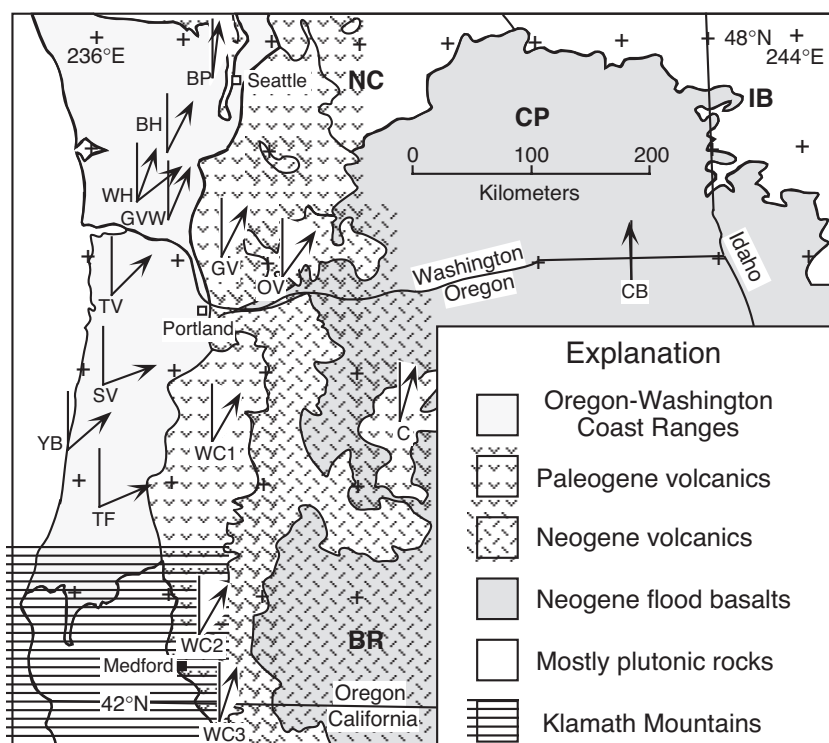 236°E
BP
Seattle
NC
48°N
244°E
IB
BH
CP
0 100 200
Kilometers
WH
GVW
GV
OV
Washington
Oregon
Idaho
CB
TV
Portland
SV
YB
WC1
C
TF
WC2
BR
Medford
42°N
Oregon
California
WC3
Explanation
Oregon-Washington
Coast Ranges
Paleogene volcanics
Neogene volcanics
Neogene flood basalts
Mostly plutonic rocks
Klamath Mountains